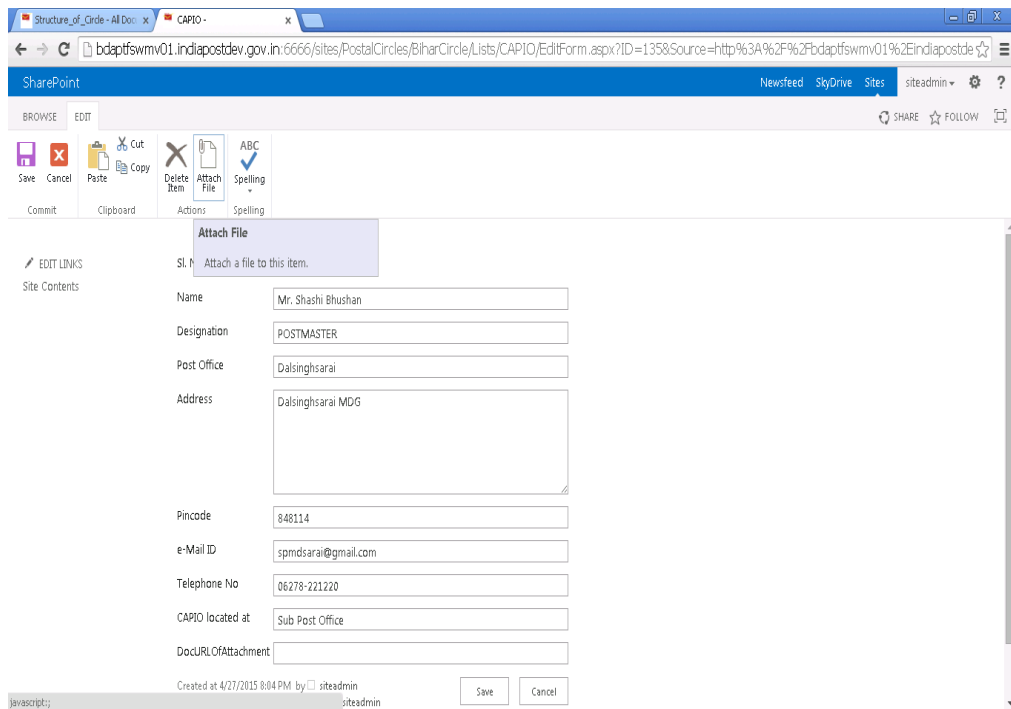 Structure_of_Circle - All Doc x
CAPIO - x
bdaptfswmv01.indiapostdev.gov.in:6666/sites/PostalCircles/BiharCircle/Lists/CAPIO/EditForm.aspx?ID=135&Source=http%3A%2F%2Fbdaptfswmv01%2Eindiapostde
SharePoint Newsfeed SkyDrive Sites siteadmin ?
BROWSE EDIT SHARE FOLLOW
Save Cancel Paste Cut Copy Delete Item Attach File ABC Spelling
Commit Clipboard Actions Spelling
Attach File
Attach a file to this item.
EDIT LINKS
Site Contents
Sl. N
Name Mr. Shashi Bhushan
Designation POSTMASTER
Post Office Dalsinghsarai
Address Dalsinghsarai MDG
Pincode 848114
e-Mail ID spmdsarai@gmail.com
Telephone No 06278-221220
CAPIO located at Sub Post Office
DocURLOfAttachment
Created at 4/27/2015 8:04 PM by siteadmin
siteadmin
Save Cancel
javascript:;